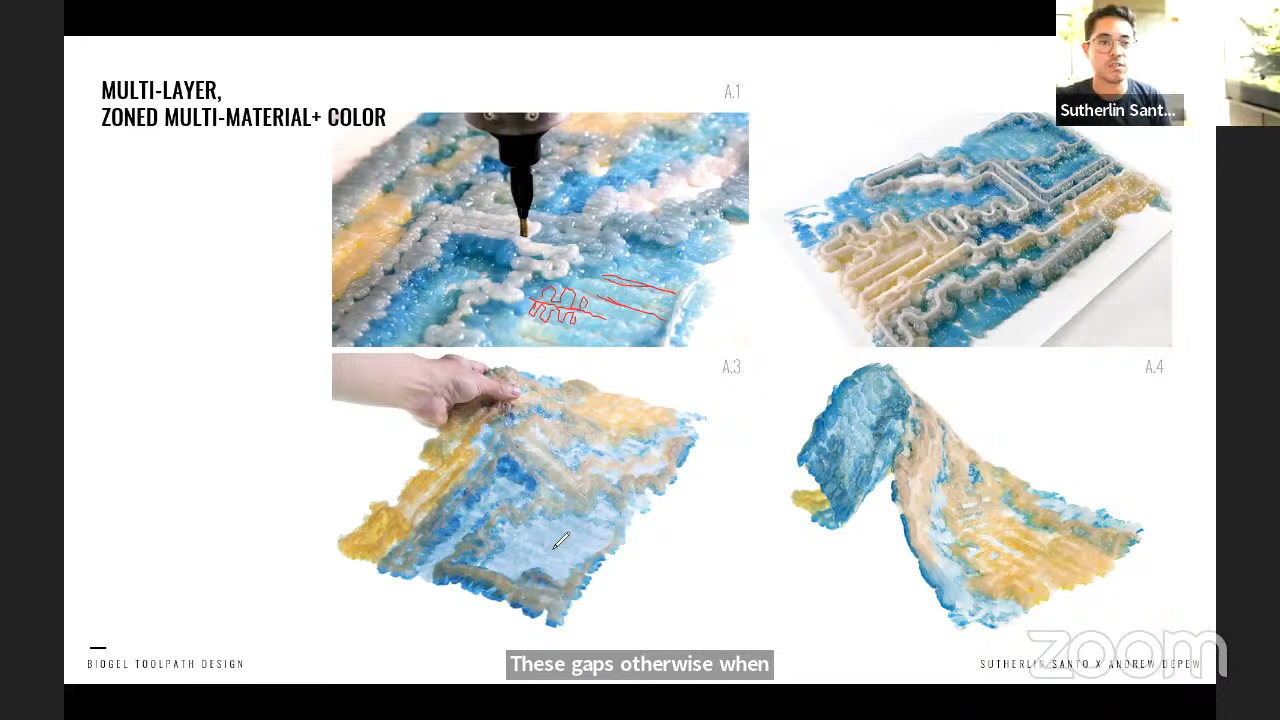 MULTI-LAYER,
ZONED MULTI-MATERIAL+ COLOR
A.1
Sutherlin Sant...
A.3
A.4
BIOGEL TOOLPATH DESIGN
These gaps otherwise when
SUTHERLIN SANTO X ANDREW DEPEW
zoom